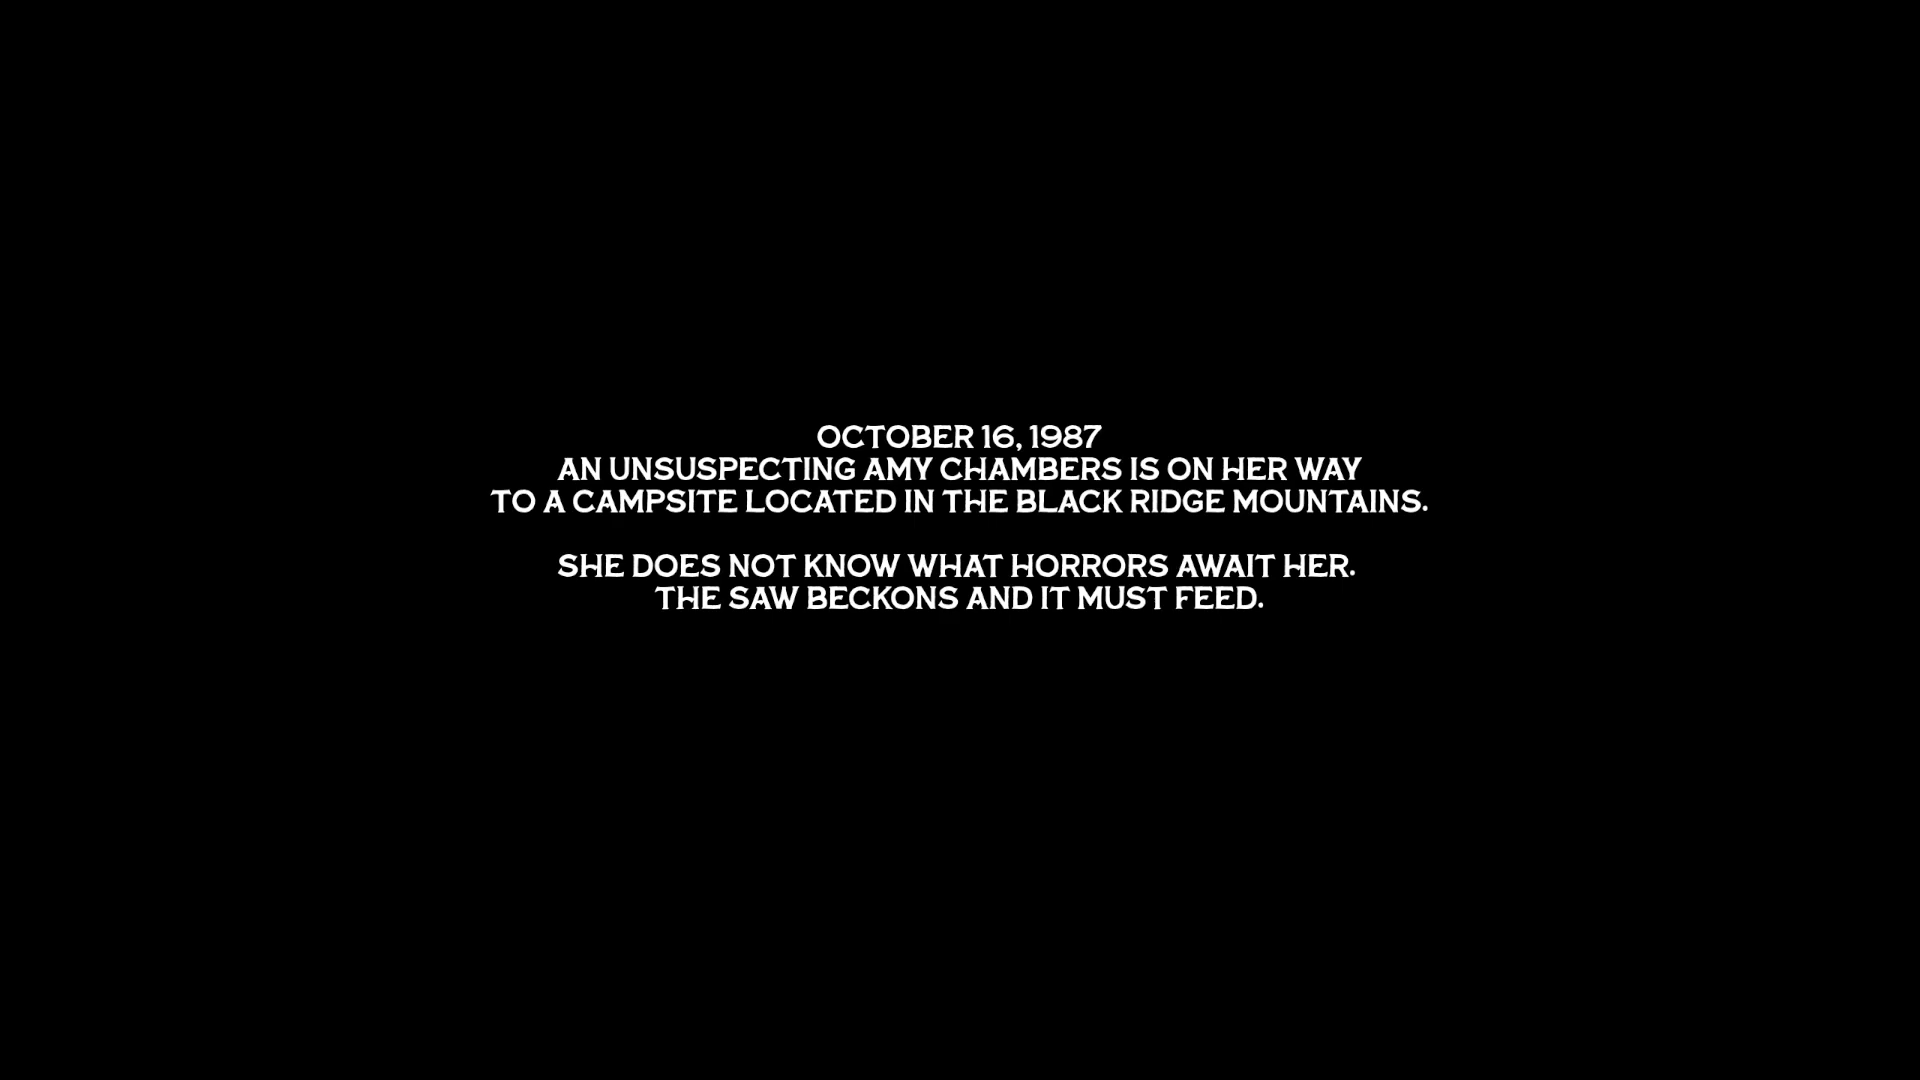 OCTOBER 16, 1987
AN UNSUSPECTING AMY CHAMBERS IS ON HER WAY
TO A CAMPSITE LOCATED IN THE BLACK RIDGE MOUNTAINS.
SHE DOES NOT KNOW WHAT HORRORS AWAIT HER.
THE SAW BECKONS AND IT MUST FEED.